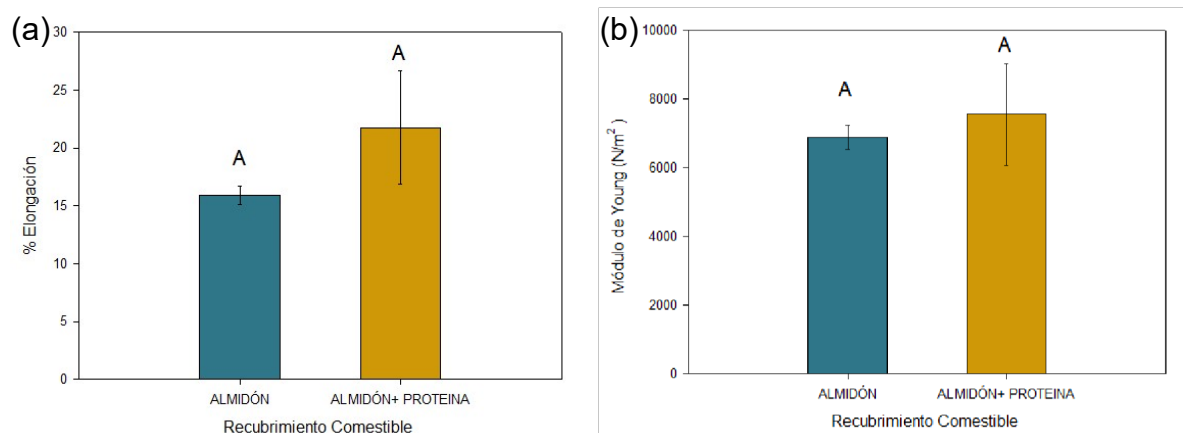 (a)
30
25
20
15
10
5
0
% Elongación
A
A
ALMIDÓN
ALMIDÓN+ PROTEINA
Recubrimiento Comestible
(b)
10000
8000
6000
4000
2000
0
Módulo de Young (N/m²)
A
A
ALMIDÓN
ALMIDÓN+ PROTEINA
Recubrimiento Comestible